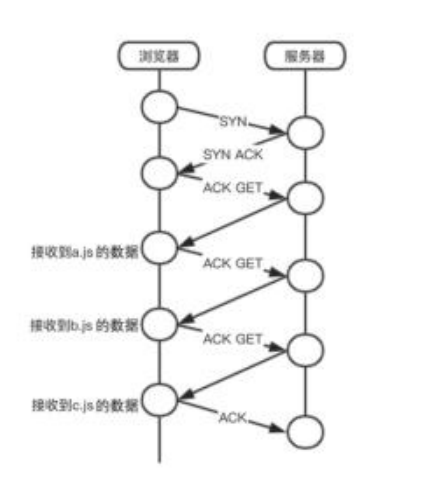 浏览器
服务器
SYN
SYN ACK
ACK GET
接收到a.js 的数据
ACK GET
接收到b.js 的数据
ACK GET
接收到c.js 的数据
ACK